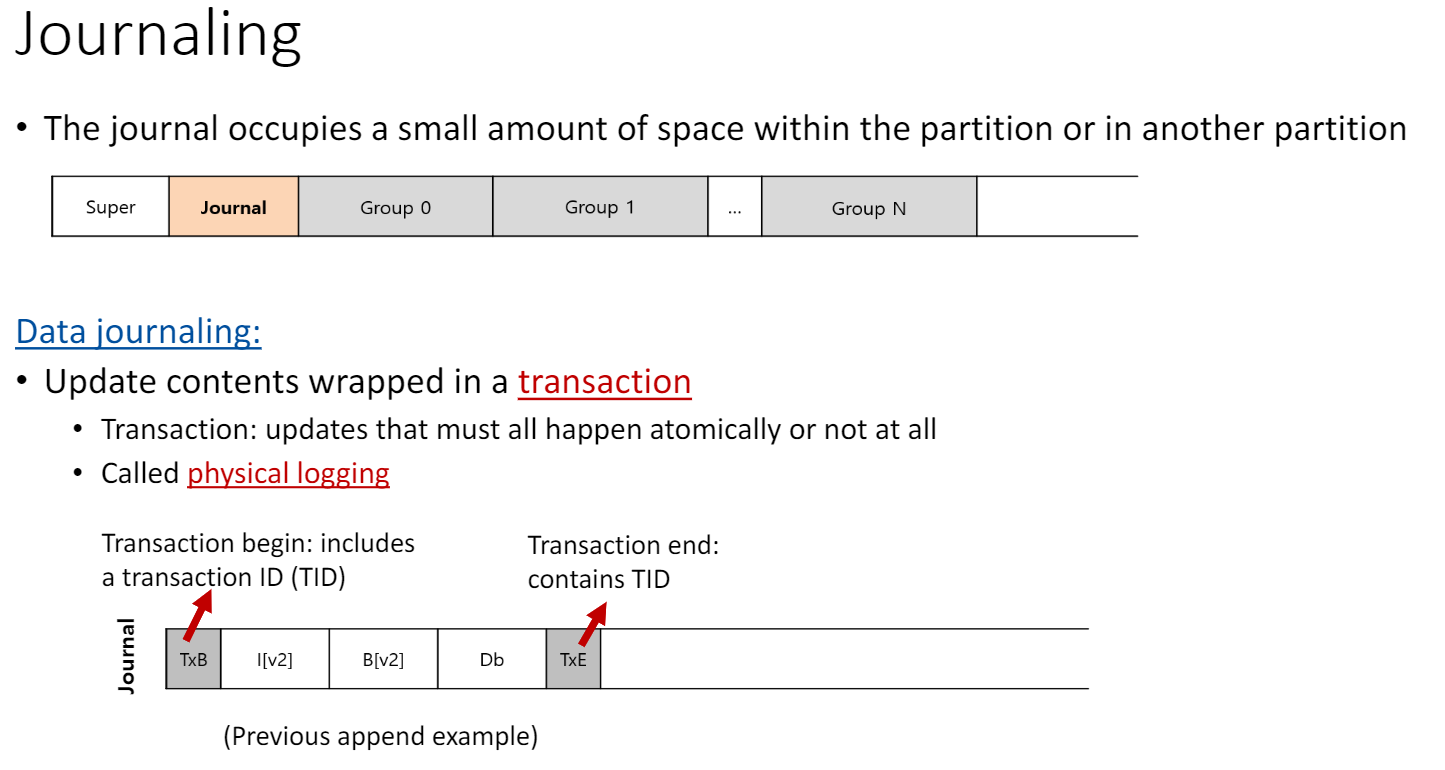 Journaling
• The journal occupies a small amount of space within the partition or in another partition
Super Journal Group 0 Group 1 ... Group N
Data journaling:
• Update contents wrapped in a transaction
• Transaction: updates that must all happen atomically or not at all
• Called physical logging
Transaction begin: includes
a transaction ID (TID)
Transaction end:
contains TID
Journal
TxB I[v2] B[v2] Db TxE
(Previous append example)